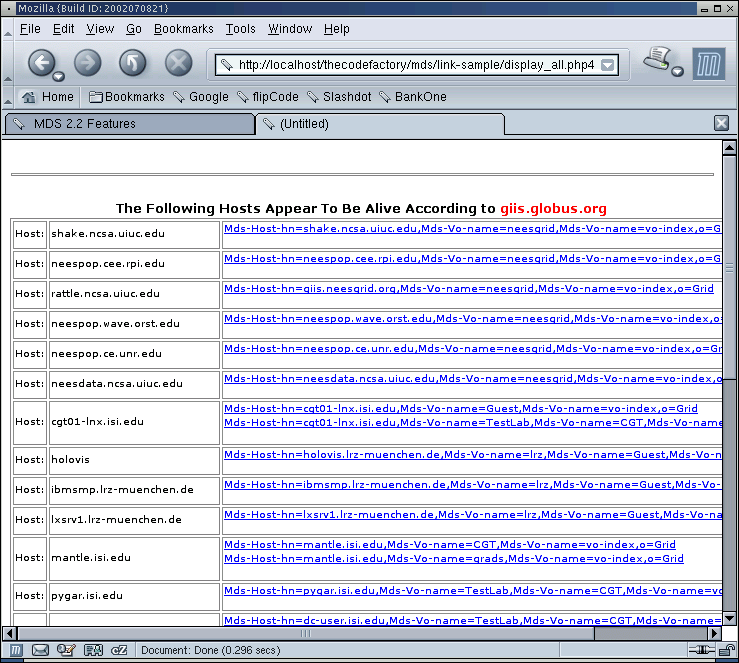 Mozilla {Build ID: 2002070821}
File Edit View Go Bookmarks Tools Window Help
http://localhost/thecodefactory/mds/link-sample/display_all.php4
Home Bookmarks Google flipCode Slashdot BankOne
MDS 2.2 Features (Untitled)
The Following Hosts Appear To Be Alive According to giis.globus.org
Host: shake.ncsa.uiuc.edu Mds-Host-hn=shake.ncsa.uiuc.edu,Mds-Vo-name=neesgrid,Mds-Vo-name=vo-index,o=G
Host: neespop.cee.rpi.edu Mds-Host-hn=neespop.cee.rpi.edu,Mds-Vo-name=neesgrid,Mds-Vo-name=vo-index,o=G
Host: rattle.ncsa.uiuc.edu Mds-Host-hn=giis.neesgrid.org,Mds-Vo-name=neesgrid,Mds-Vo-name=vo-index,o=Grid
Host: neespop.wave.orst.edu Mds-Host-hn=neespop.wave.orst.edu,Mds-Vo-name=neesgrid,Mds-Vo-name=vo-index,o=
Host: neespop.ce.unr.edu Mds-Host-hn=neespop.ce.unr.edu,Mds-Vo-name=neesgrid,Mds-Vo-name=vo-index,o=Gr
Host: neesdata.ncsa.uiuc.edu Mds-Host-hn=neesdata.ncsa.uiuc.edu,Mds-Vo-name=neesgrid,Mds-Vo-name=vo-index,o=
Host: cgt01-lnx.isi.edu Mds-Host-hn=cgt01-lnx.isi.edu,Mds-Vo-name=Guest,Mds-Vo-name=vo-index,o=Grid
Mds-Host-hn=cgt01-lnx.isi.edu,Mds-Vo-name=TestLab,Mds-Vo-name=CGT,Mds-Vo-name
Host: holovis Mds-Host-hn=holovis.lrz-muenchen.de,Mds-Vo-name=lrz,Mds-Vo-name=Guest,Mds-Vo-n
Host: ibmsmp.lrz-muenchen.de Mds-Host-hn=ibmsmp.lrz-muenchen.de,Mds-Vo-name=lrz,Mds-Vo-name=Guest,Mds-Vo-
Host: lxsrv1.lrz-muenchen.de Mds-Host-hn=lxsrv1.lrz-muenchen.de,Mds-Vo-name=lrz,Mds-Vo-name=Guest,Mds-Vo-n
Host: mantle.isi.edu Mds-Host-hn=mantle.isi.edu,Mds-Vo-name=CGT,Mds-Vo-name=vo-index,o=Grid
Mds-Host-hn=mantle.isi.edu,Mds-Vo-name=grads,Mds-Vo-name=vo-index,o=Grid
Host: pygar.isi.edu Mds-Host-hn=pygar.isi.edu,Mds-Vo-name=TestLab,Mds-Vo-name=CGT,Mds-Vo-name=vo
Mds-Host-hn=dc-user.isi.edu,Mds-Vo-name=TestLab,Mds-Vo-name=CGT,Mds-Vo-name=
Document: Done (0.296 secs)